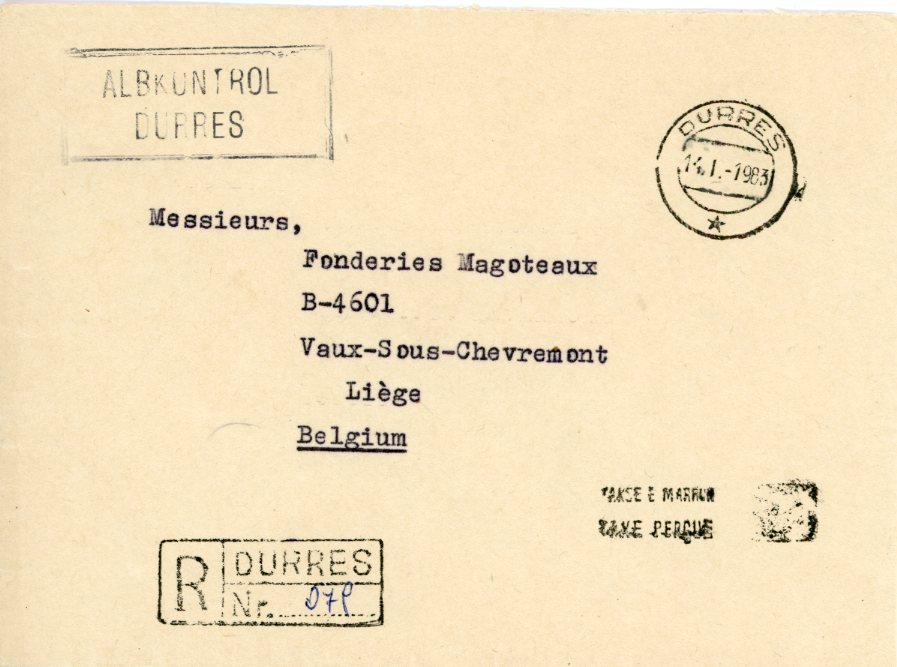 ALBKONTROL
DURRES
DURRES
14.I.-1983
Messieurs,
Fonderies Magoteaux
B-4601
Vaux-Sous-Chevremont
Liège
Belgium
TAKSE E
TAXE PERÇUE
R DURRES
Nr.